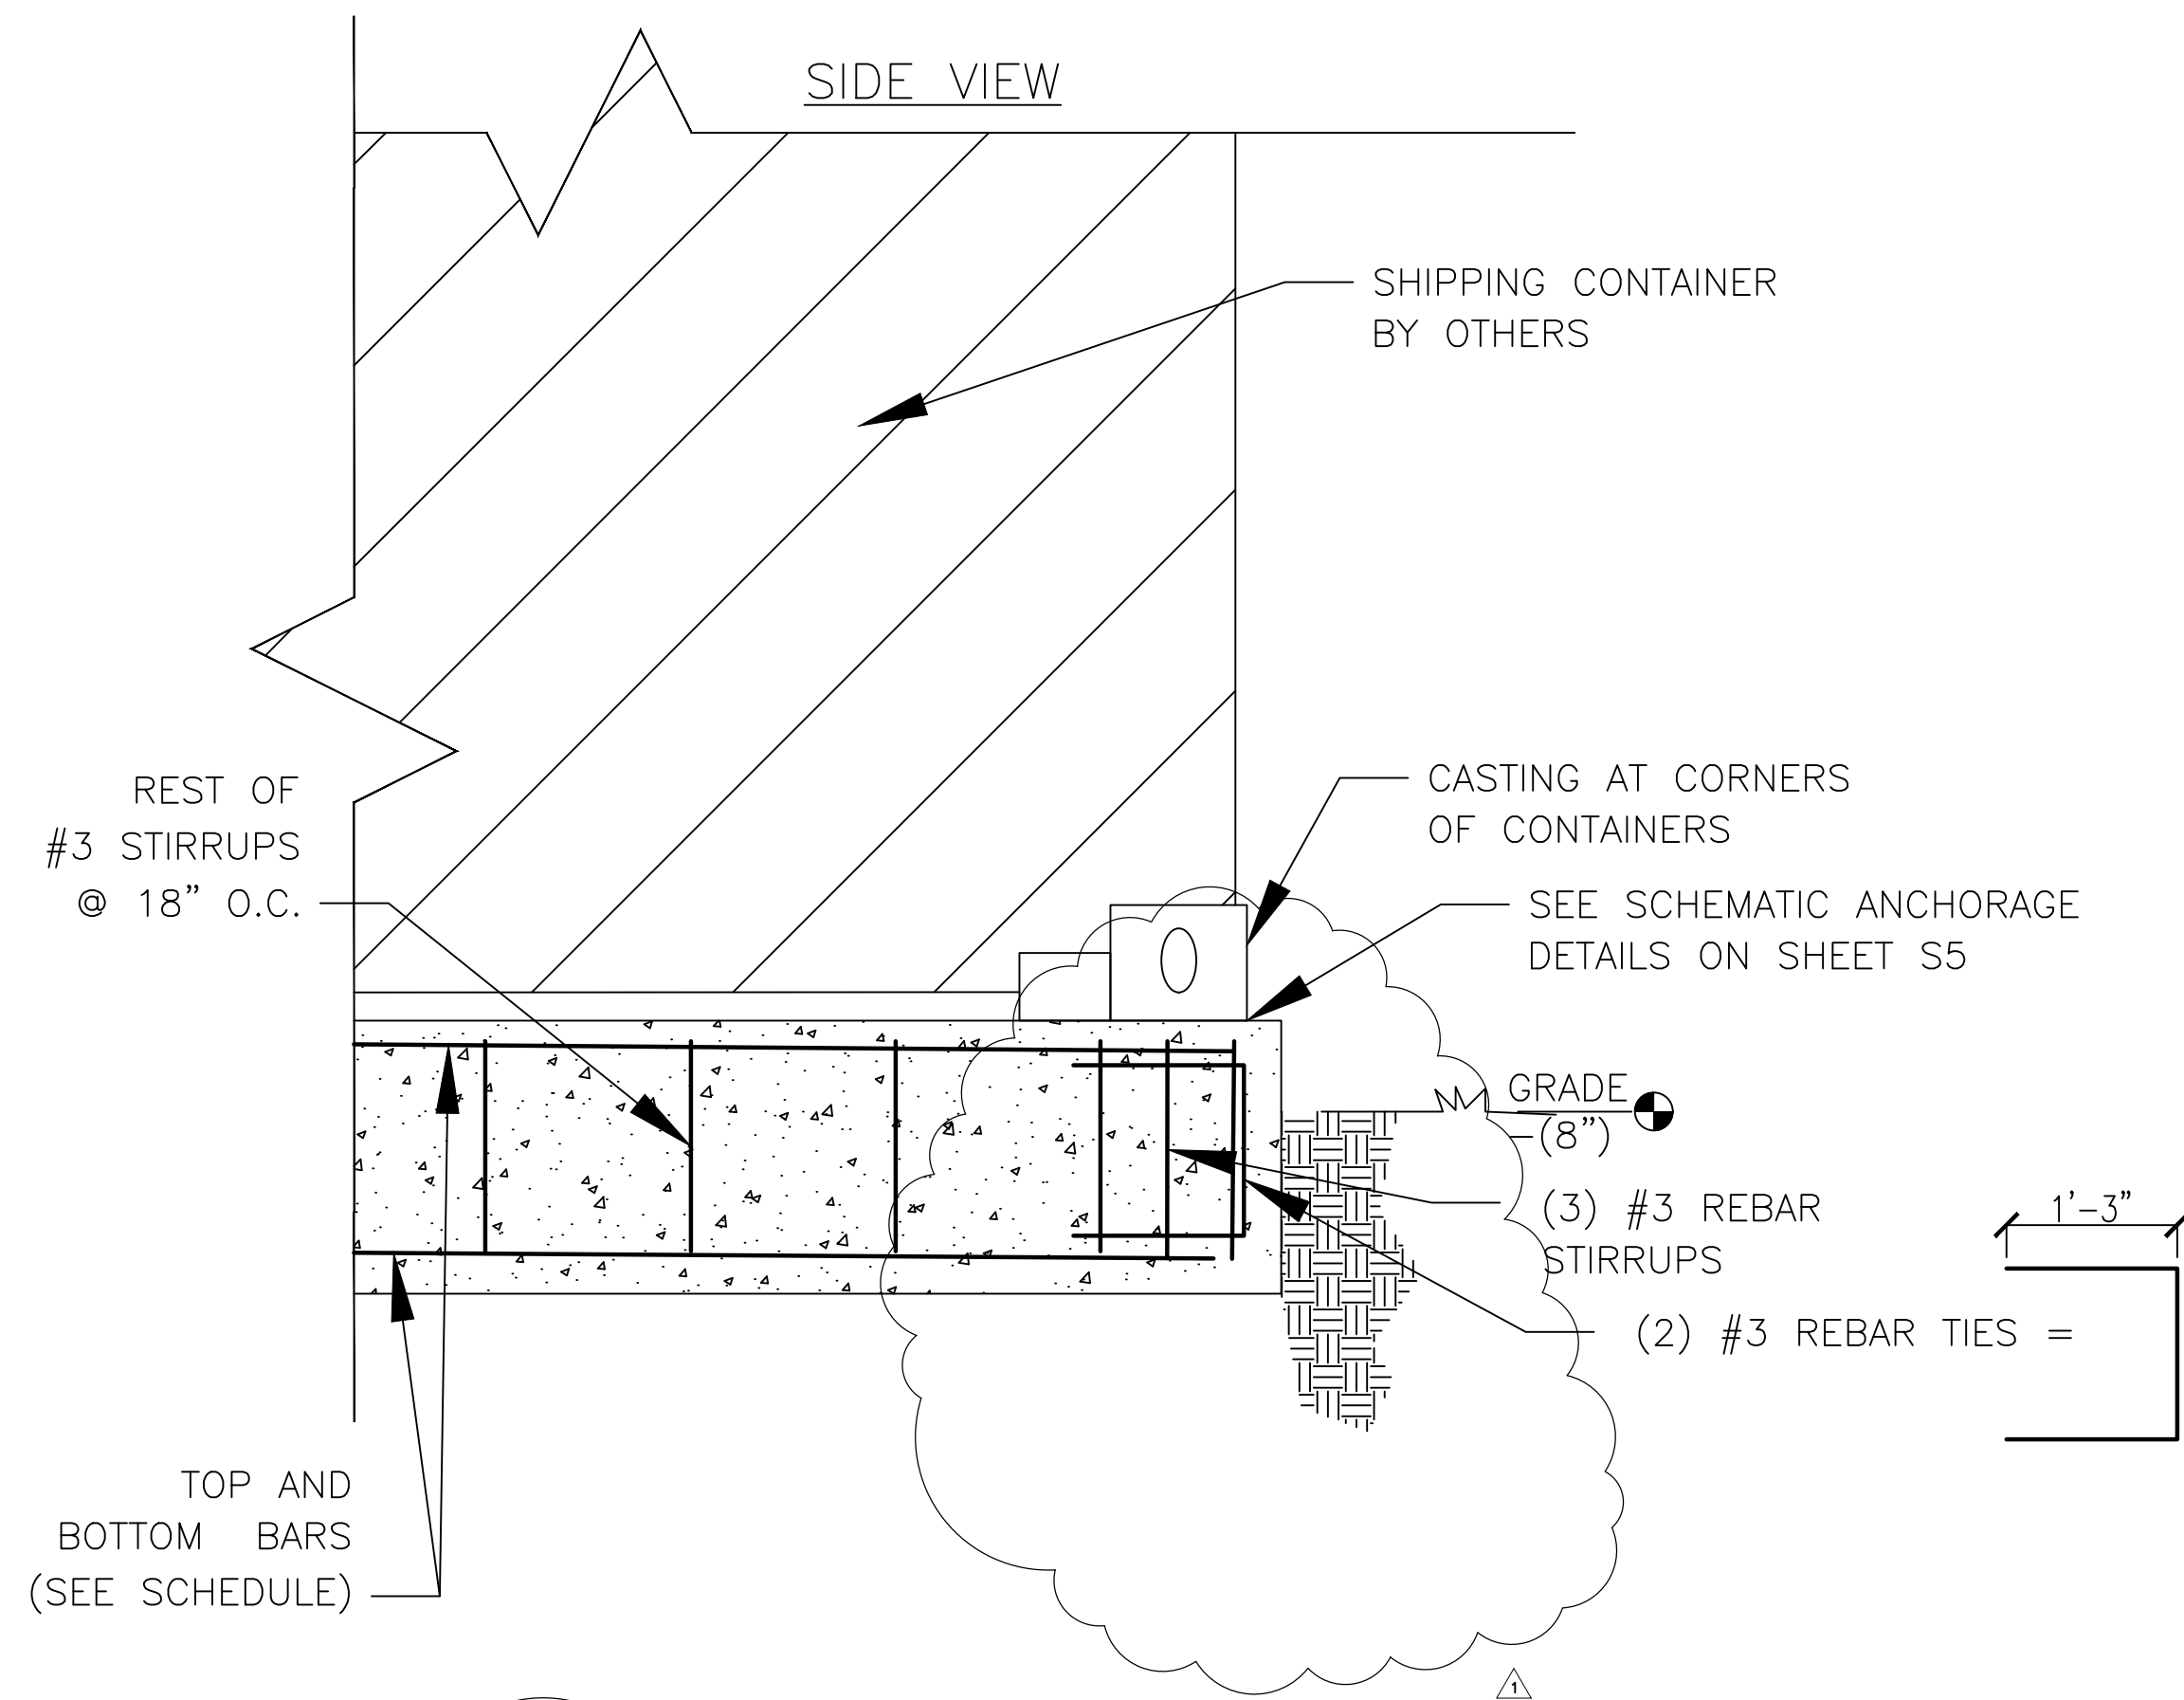 SIDE VIEW
SHIPPING CONTAINER
BY OTHERS
REST OF
#3 STIRRUPS
@ 18" O.C.
CASTING AT CORNERS
OF CONTAINERS
SEE SCHEMATIC ANCHORAGE
DETAILS ON SHEET S5
GRADE
-(8")
(3) #3 REBAR
STIRRUPS
1'-3"
(2) #3 REBAR TIES =
TOP AND
BOTTOM BARS
(SEE SCHEDULE)
1